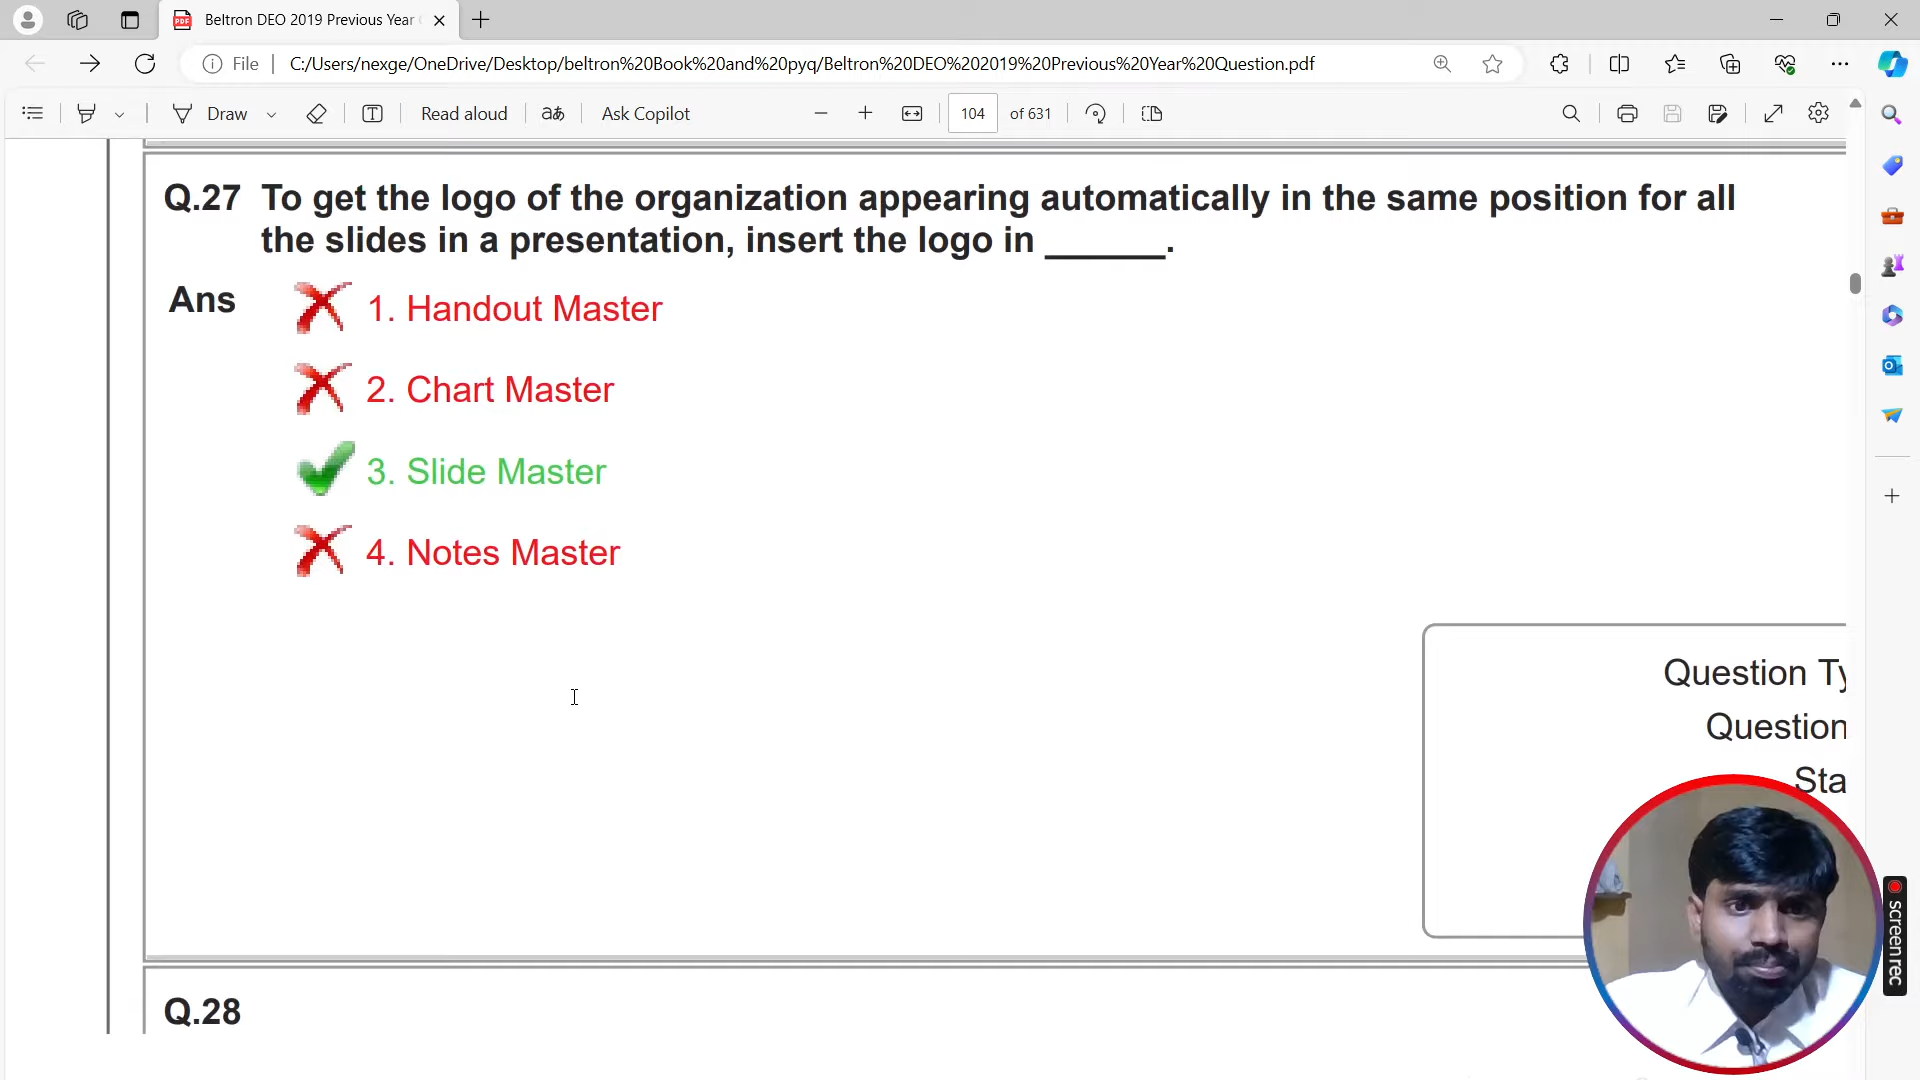 Beltron DEO 2019 Previous Year
File
C:/Users/nexge/OneDrive/Desktop/beltron%20Book%20and%20pyq/Beltron%20DEO%202019%20Previous%20Year%20Question.pdf
Draw
Read aloud
aあ
Ask Copilot
104 of 631
Q.27 To get the logo of the organization appearing automatically in the same position for all
the slides in a presentation, insert the logo in ______.
Ans
1. Handout Master
2. Chart Master
3. Slide Master
4. Notes Master
Question Ty
Question
Sta
Q.28
screenrec